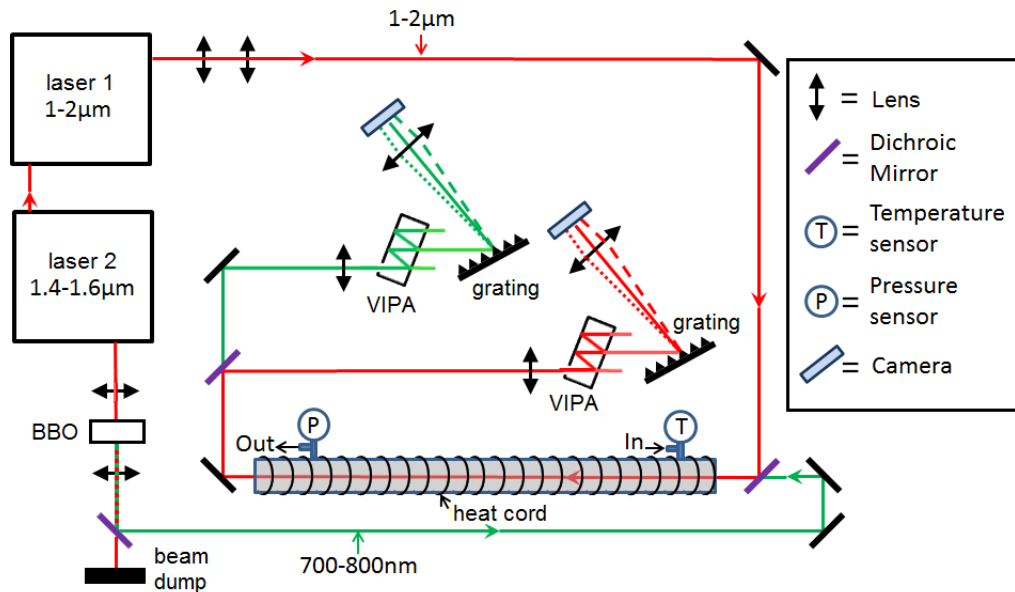 1-2µm
laser 1
1-2µm
laser 2
1.4-1.6µm
VIPA
grating
grating
VIPA
BBO
Out
P
In
T
heat cord
beam
dump
700-800nm
= Lens
= Dichroic
Mirror
T = Temperature
sensor
P = Pressure
sensor
= Camera